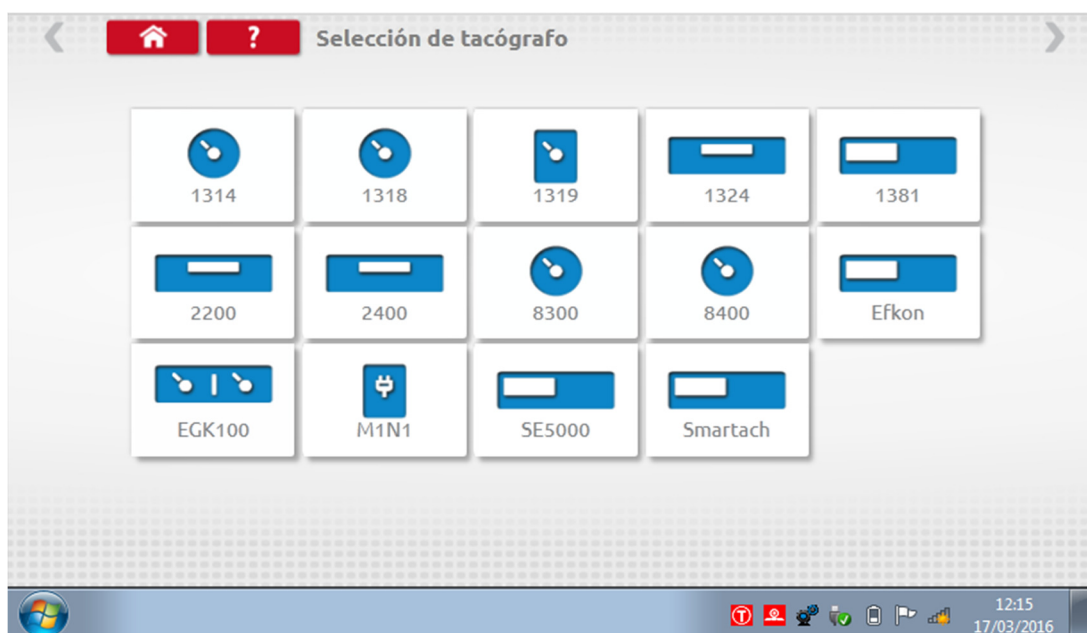 ? Selección de tacógrafo
1314 1318 1319 1324 1381
2200 2400 8300 8400 Efkon
EGK100 M1N1 SE5000 Smartach
T
12:15
17/03/2016